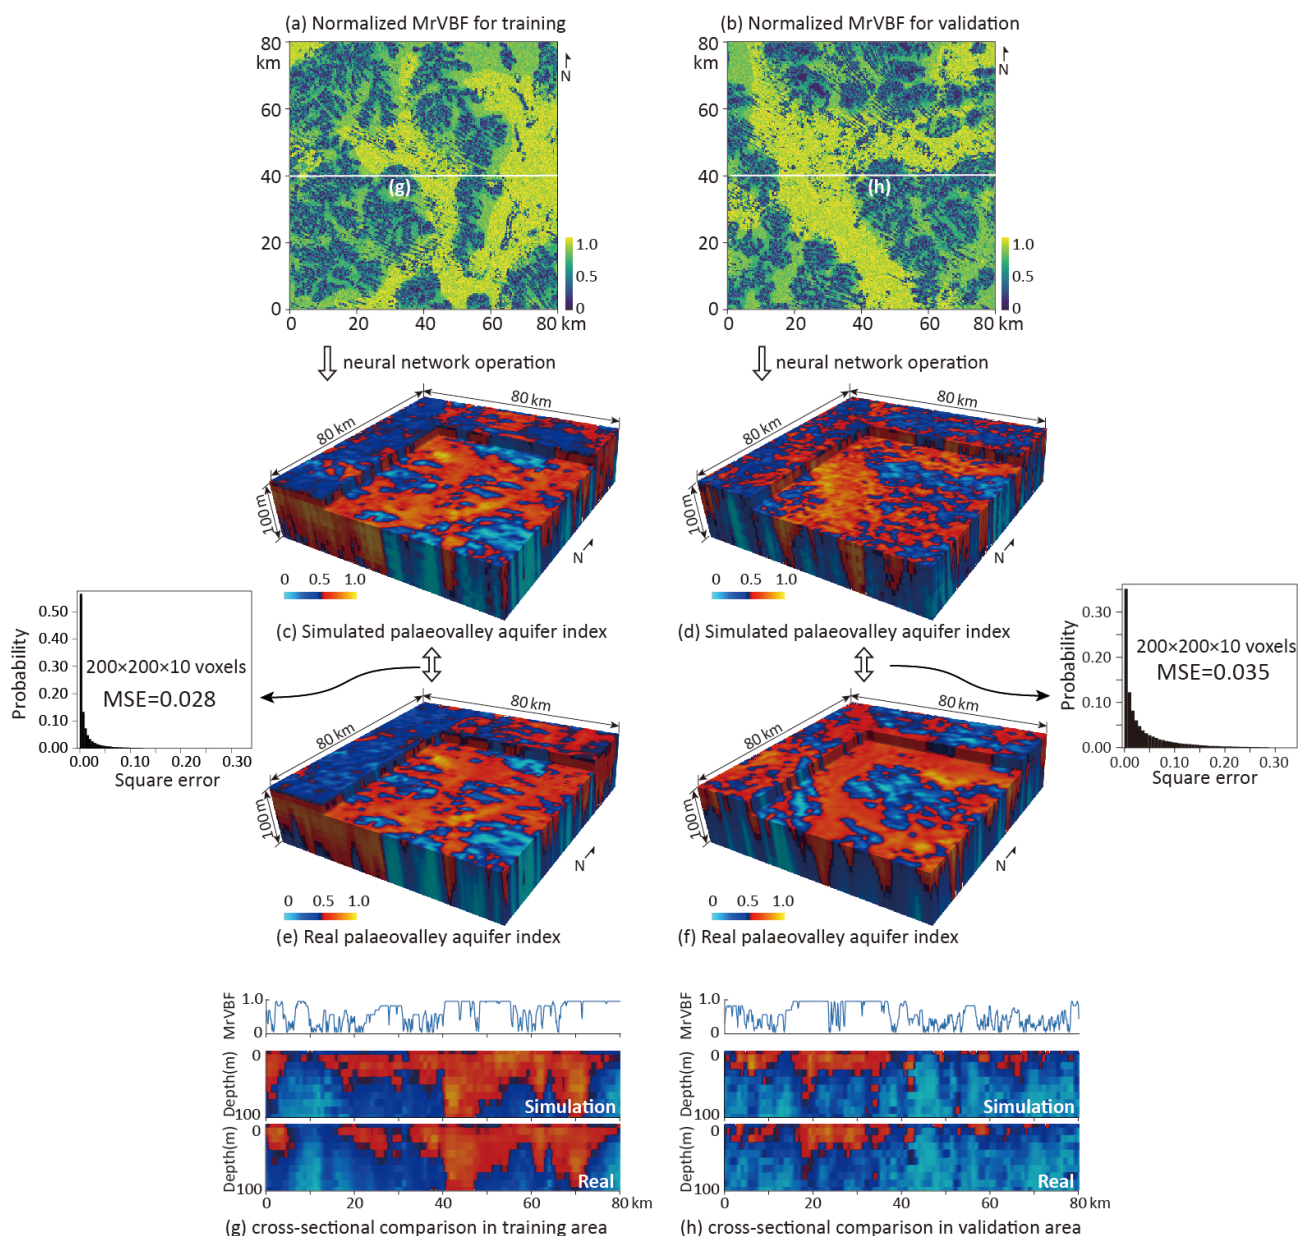 (a) Normalized MrVBF for training
(b) Normalized MrVBF for validation
80
km
60
40
20
0
0 20 40 60 80 km
N
(g)
1.0
0.5
0
80
km
60
40
20
0
0 20 40 60 80 km
N
(h)
1.0
0.5
0
neural network operation
neural network operation
80 km
80 km
100 m
N
0 0.5 1.0
(c) Simulated palaeovalley aquifer index
80 km
80 km
100 m
N
0 0.5 1.0
(d) Simulated palaeovalley aquifer index
Probability
0.50
0.40
0.30
0.20
0.10
0.00
0.00 0.10 0.20 0.30
Square error
200×200×10 voxels
MSE=0.028
Probability
0.30
0.20
0.10
0.00
0.00 0.10 0.20 0.30
Square error
200×200×10 voxels
MSE=0.035
80 km
80 km
100 m
N
0 0.5 1.0
(e) Real palaeovalley aquifer index
80 km
80 km
100 m
N
0 0.5 1.0
(f) Real palaeovalley aquifer index
MrVBF
1.0
0
Depth(m)
0
100
Simulation
Depth(m)
0
100
Real
0 20 40 60 80 km
(g) cross-sectional comparison in training area
MrVBF
1.0
0
Depth(m)
0
100
Simulation
Depth(m)
0
100
Real
0 20 40 60 80 km
(h) cross-sectional comparison in validation area